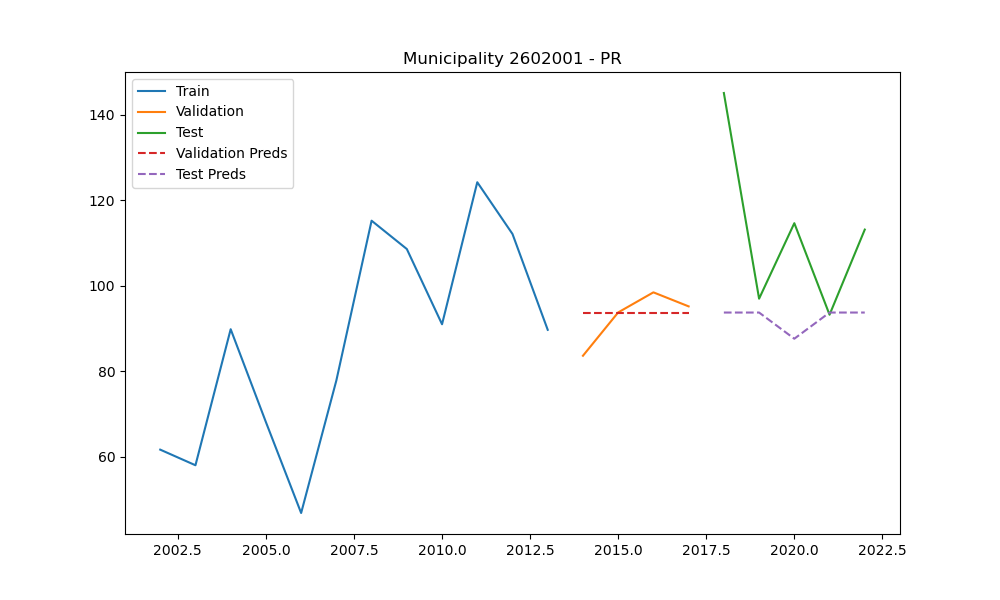 Municipality 2602001 - PR
Train
Validation
Test
Validation Preds
Test Preds
140
120
100
80
60
2002.5 2005.0 2007.5 2010.0 2012.5 2015.0 2017.5 2020.0 2022.5